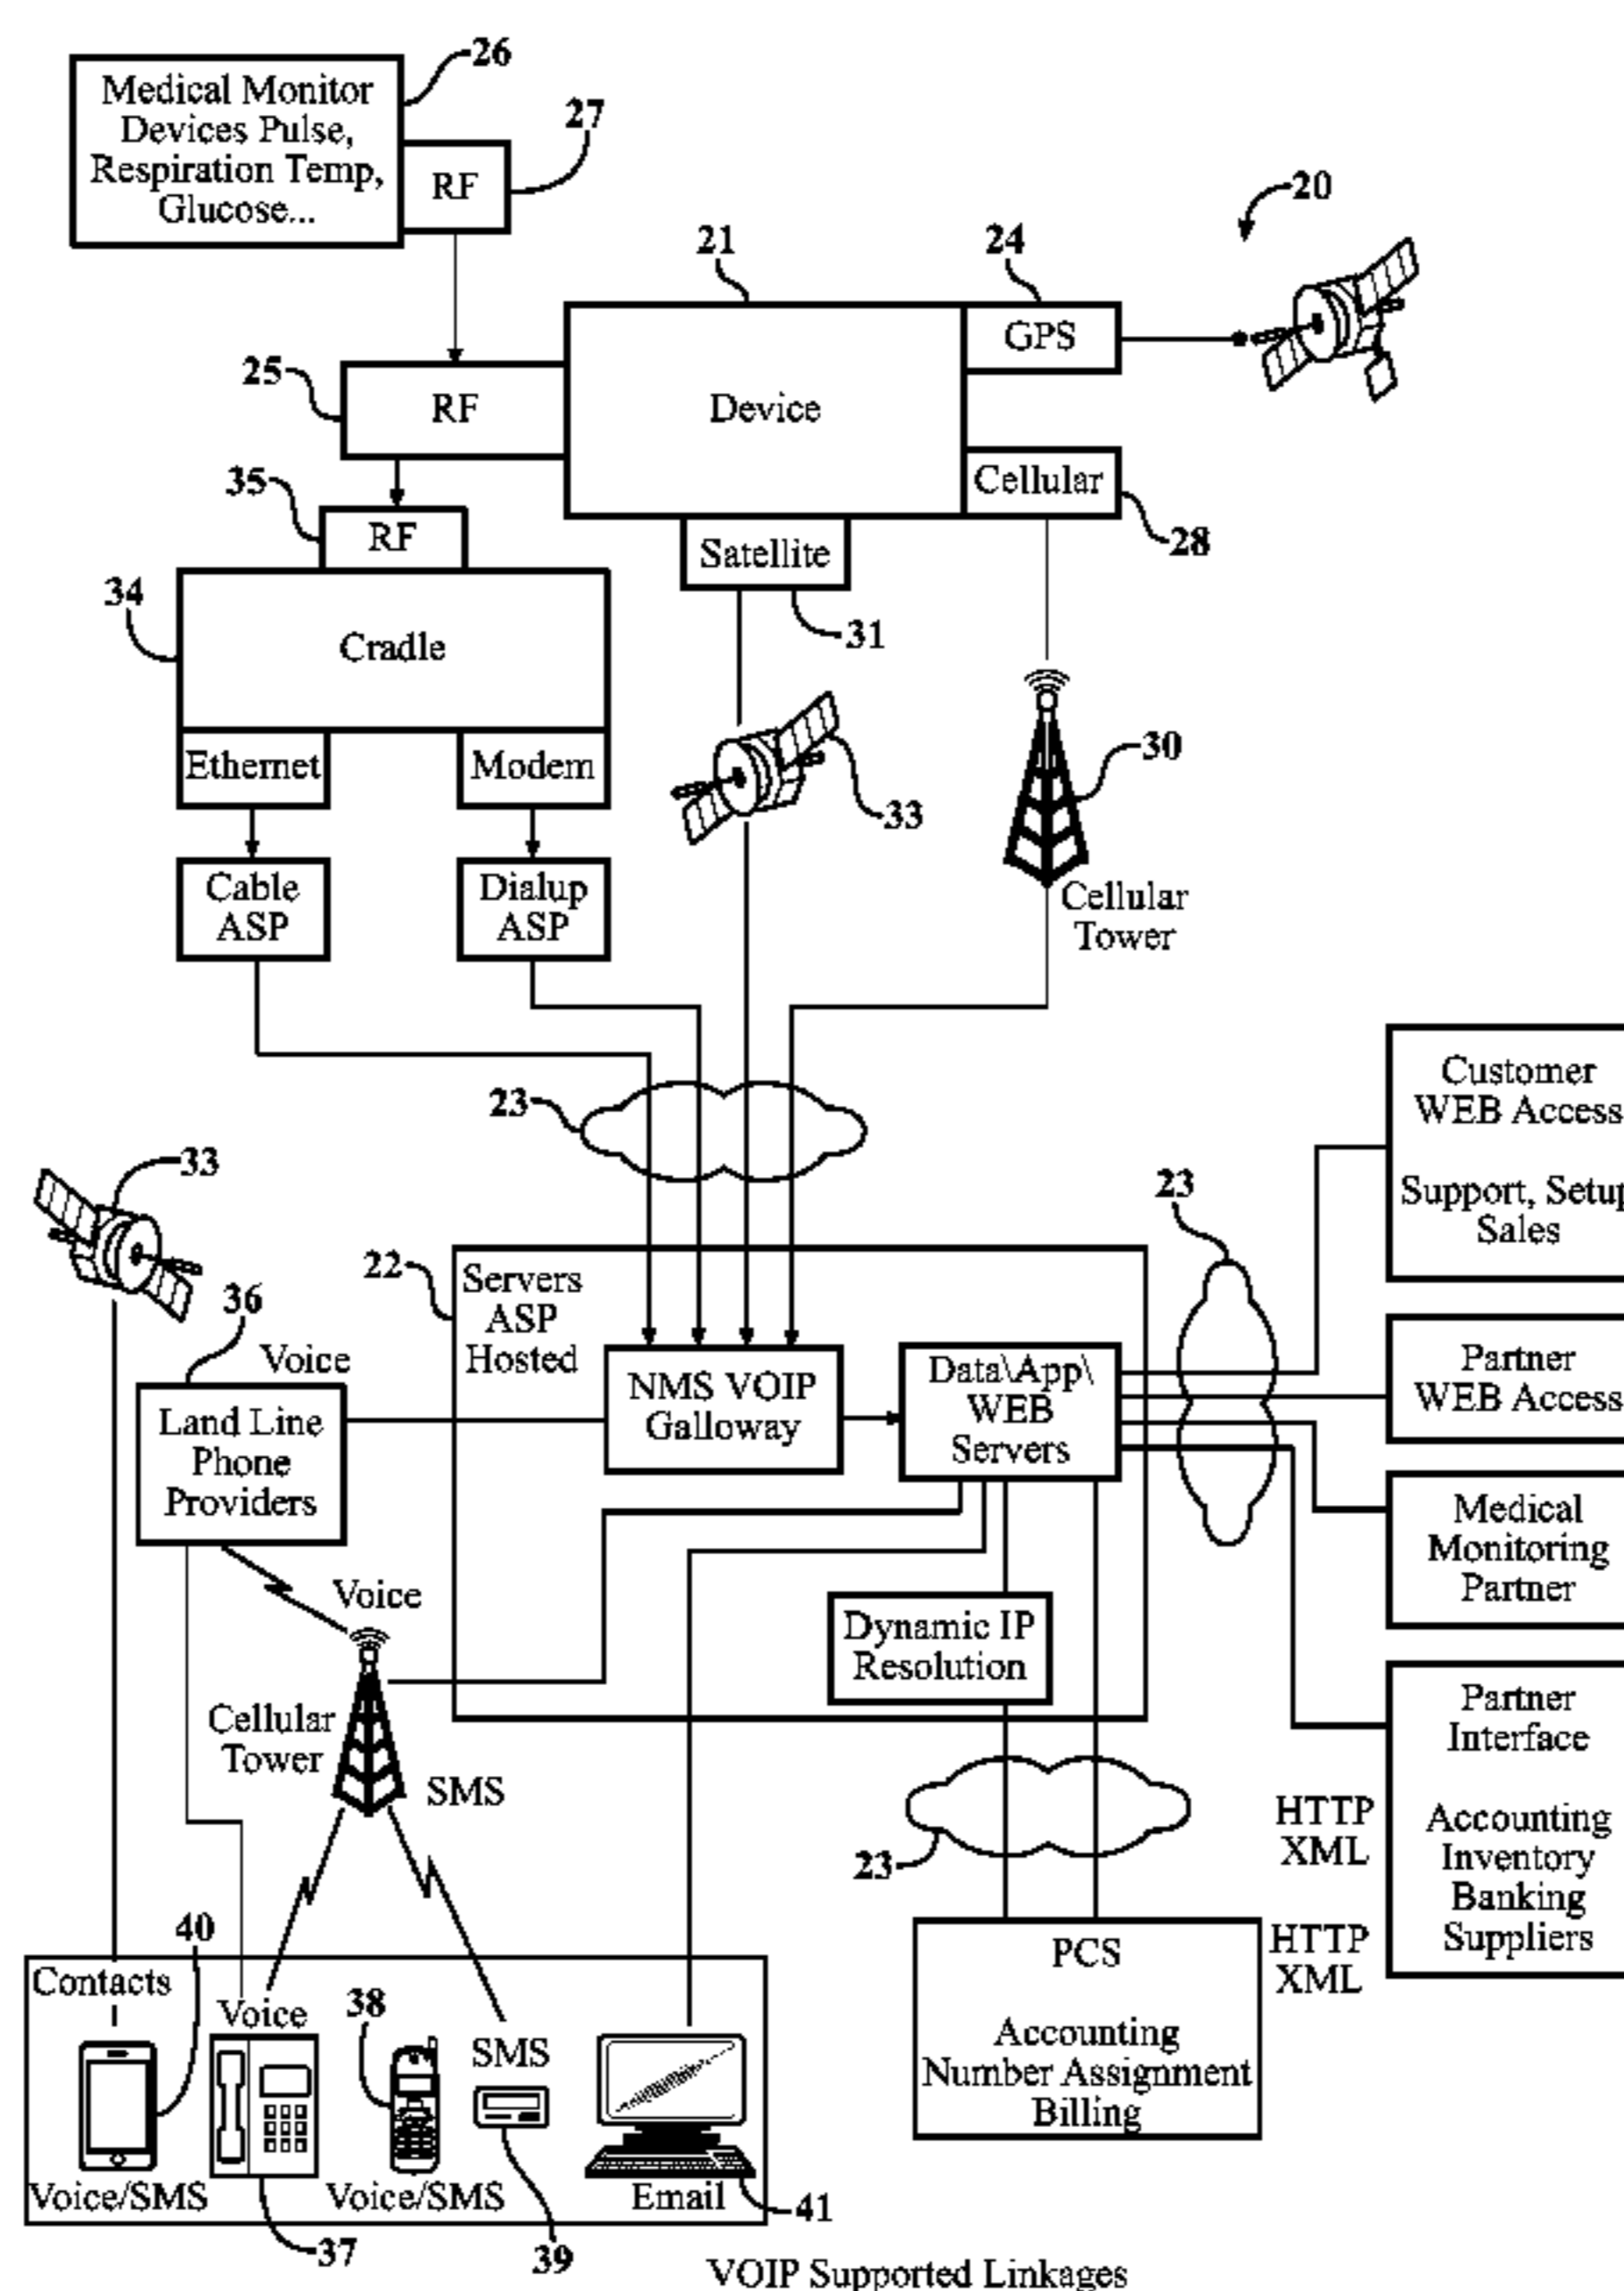 26
Medical Monitor
Devices Pulse,
Respiration Temp,
Glucose...
27
RF
20
21
24
GPS
25
RF
Device
35
RF
Cellular
28
Satellite
31
34
Cradle
Ethernet
Modem
33
30
Cable
ASP
Dialup
ASP
Cellular
Tower
23
Customer
WEB Access
Support, Setup
Sales
33
23
22
Servers
ASP
Hosted
36
Voice
Land Line
Phone
Providers
NMS VOIP
Galloway
Data\App\
WEB
Servers
Partner
WEB Access
Medical
Monitoring
Partner
Voice
Dynamic IP
Resolution
Cellular
Tower
SMS
Partner
Interface
Accounting
Inventory
Banking
Suppliers
HTTP
XML
23
HTTP
XML
PCS
Accounting
Number Assignment
Billing
40
Contacts
Voice
38
SMS
Voice/SMS
Voice/SMS
Email
41
37
39
VOIP Supported Linkages